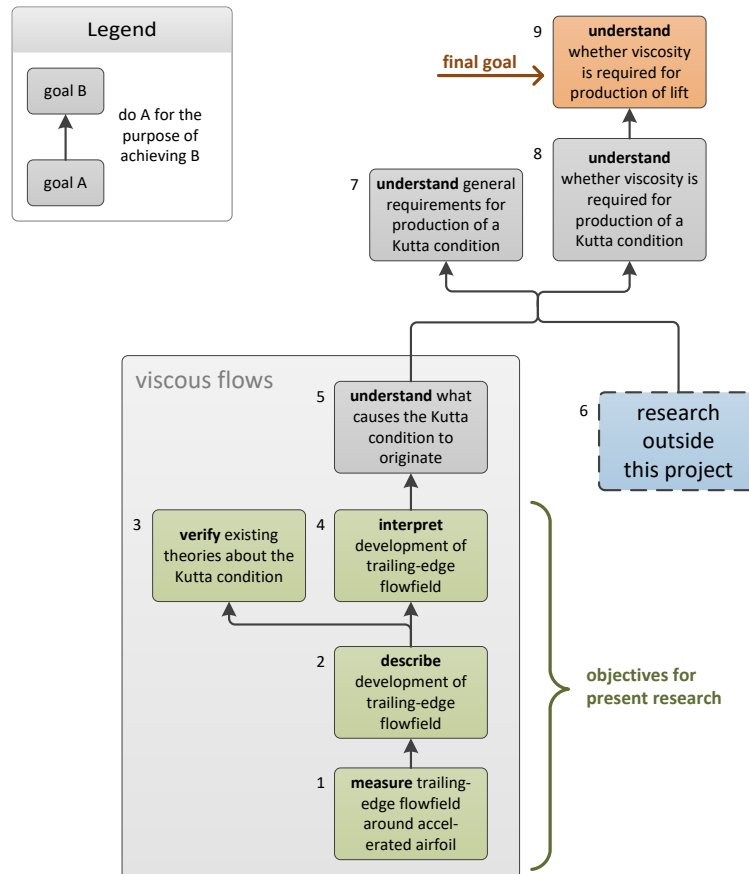 Legend
goal B
do A for the
purpose of
achieving B
goal A
final goal
9
understand
whether viscosity
is required for
production of lift
8
understand
whether viscosity is
required for
production of a
Kutta condition
7
understand general
requirements for
production of a
Kutta condition
viscous flows
5
understand what
causes the Kutta
condition to
originate
6
research
outside
this project
3
verify existing
theories about the
Kutta condition
4
interpret
development of
trailing-edge
flowfield
2
describe
development of
trailing-edge
flowfield
objectives for
present research
1
measure trailing-
edge flowfield
around accel-
erated airfoil